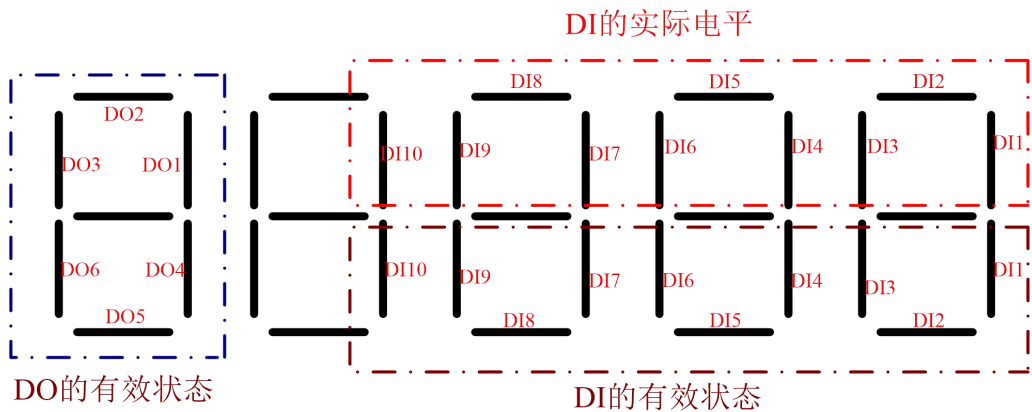 DI的实际电平
DI8 DI5 DI2
DO2
DO3 DO1 DI10 DI9 DI7 DI6 DI4 DI3 DI1
DO6 DO4 DI10 DI9 DI7 DI6 DI4 DI3 DI1
DO5 DI8 DI5 DI2
DO的有效状态 DI的有效状态